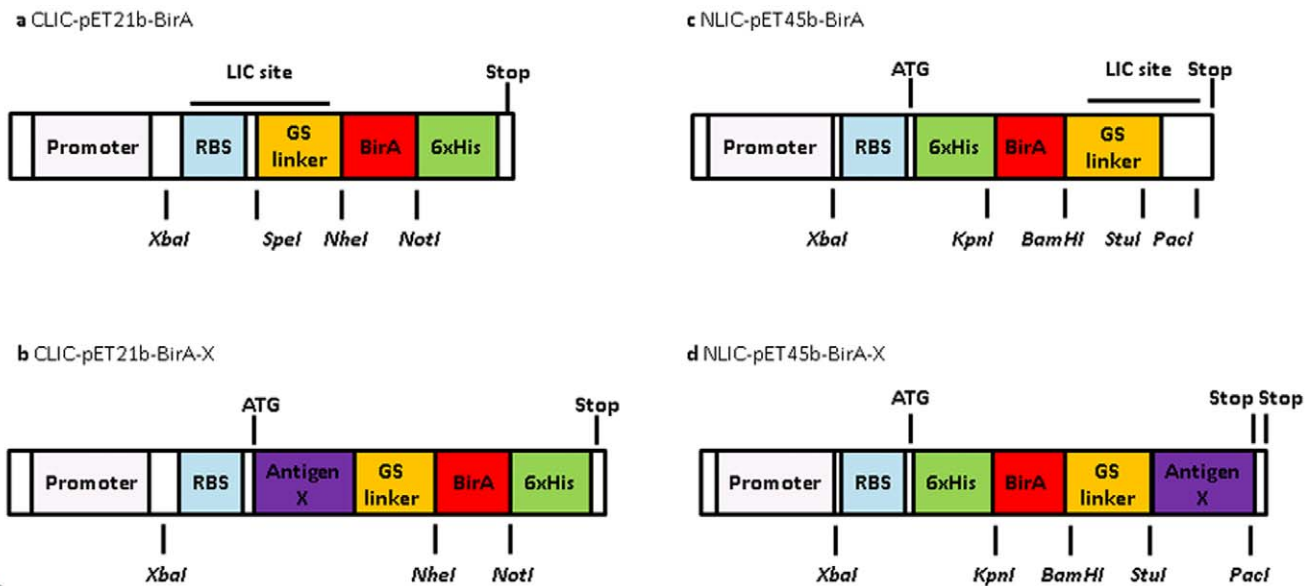 a CLIC-pET21b-BirA
LIC site
Stop
Promoter
RBS
GS
linker
BirA
6xHis
XbaI
SpeI
NheI
NotI
b CLIC-pET21b-BirA-X
ATG
Stop
Promoter
RBS
Antigen
X
GS
linker
BirA
6xHis
XbaI
NheI
NotI
c NLIC-pET45b-BirA
ATG
LIC site
Stop
Promoter
RBS
6xHis
BirA
GS
linker
XbaI
KpnI
BamHI
StuI
PacI
d NLIC-pET45b-BirA-X
ATG
Stop Stop
Promoter
RBS
6xHis
BirA
GS
linker
Antigen
X
XbaI
KpnI
BamHI
StuI
PacI